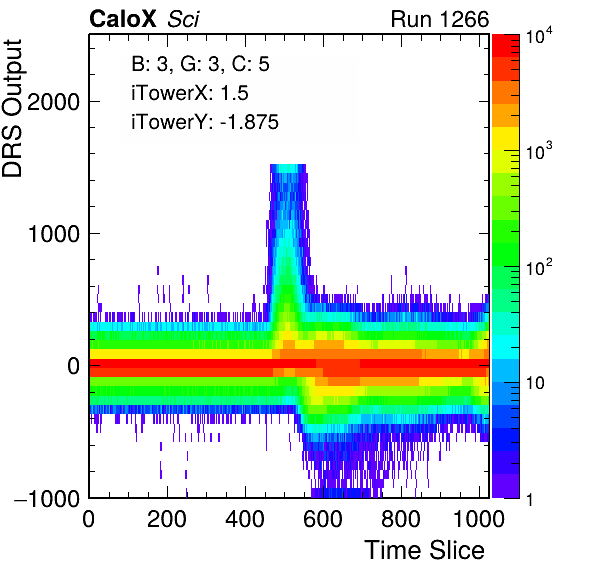 CaloX Sci Run 1266
B: 3, G: 3, C: 5
iTowerX: 1.5
iTowerY: -1.875
DRS Output
2000
1000
0
−1000
0 200 400 600 800 1000
Time Slice
10⁴
10³
10²
10
1